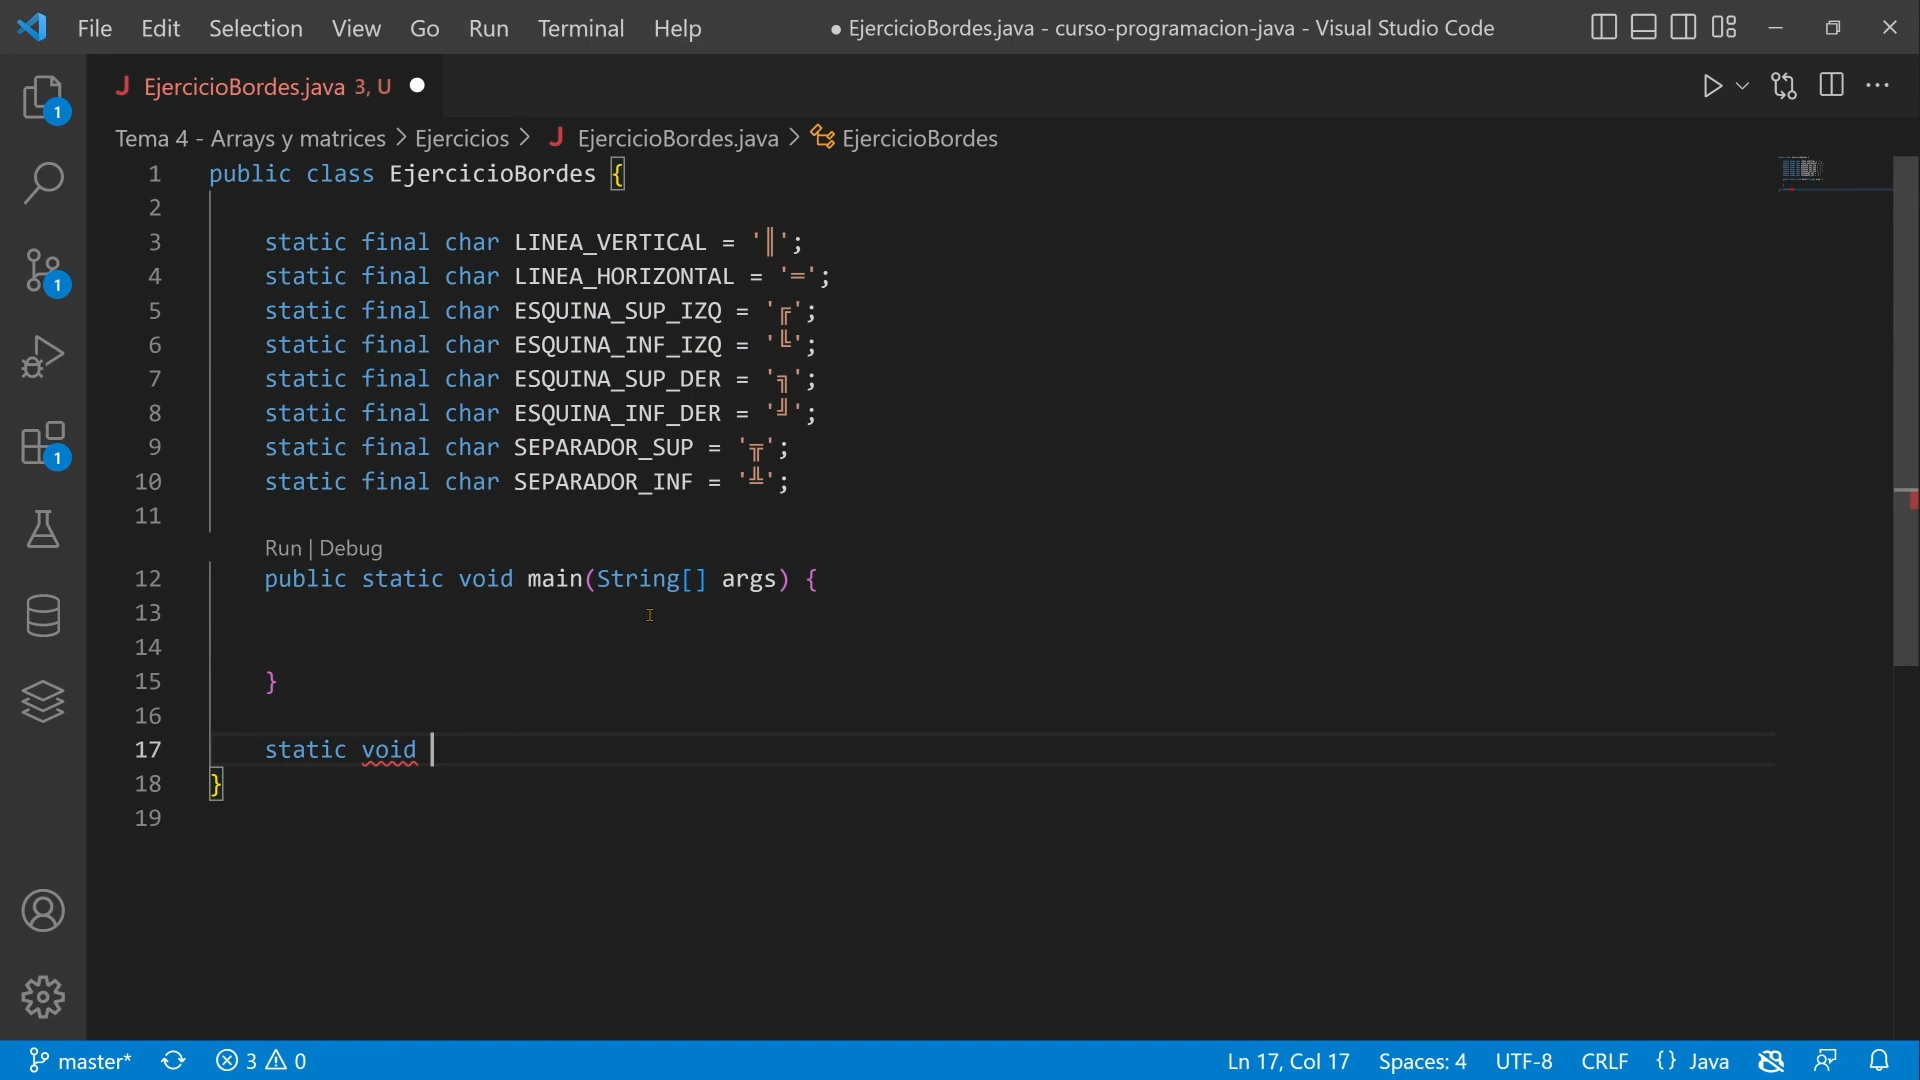 File Edit Selection View Go Run Terminal Help ● EjercicioBordes.java - curso-programacion-java - Visual Studio Code
J EjercicioBordes.java 3, U
Tema 4 - Arrays y matrices > Ejercicios > J EjercicioBordes.java > EjercicioBordes
1 public class EjercicioBordes {
2
3 static final char LINEA_VERTICAL = '║';
4 static final char LINEA_HORIZONTAL = '═';
5 static final char ESQUINA_SUP_IZQ = '╔';
6 static final char ESQUINA_INF_IZQ = '╚';
7 static final char ESQUINA_SUP_DER = '╗';
8 static final char ESQUINA_INF_DER = '╝';
9 static final char SEPARADOR_SUP = '╦';
10 static final char SEPARADOR_INF = '╩';
11
Run | Debug
12 public static void main(String[] args) {
13
14
15 }
16
17 static void
18 }
19
1
1
1
master* 3 0 Ln 17, Col 17 Spaces: 4 UTF-8 CRLF {} Java